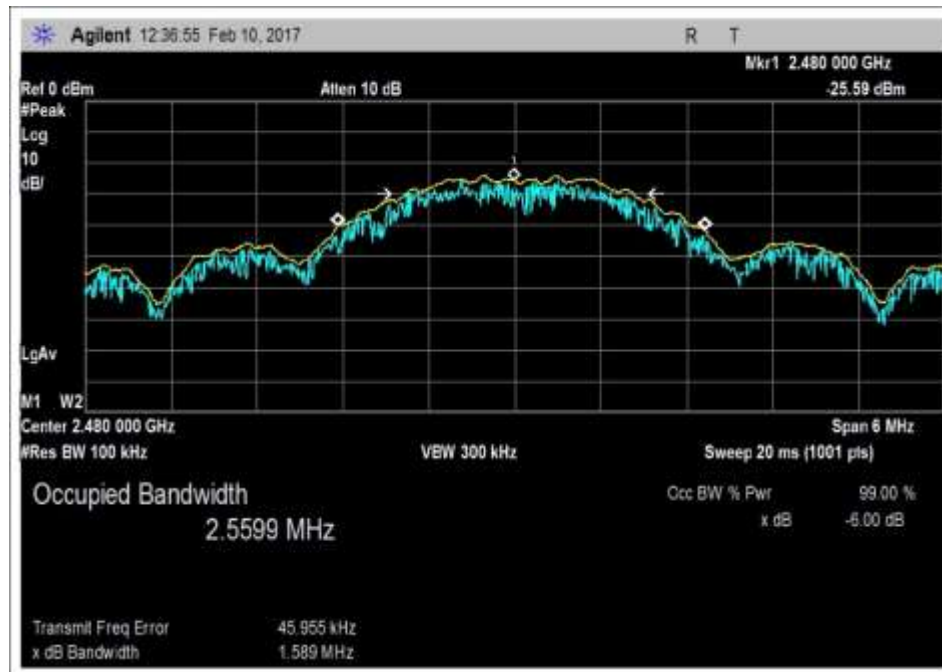 Agilent 12:36:55 Feb 10, 2017 R T
Mkr1 2.480 000 GHz
Ref 0 dBm Atten 10 dB -25.59 dBm
#Peak
Log
10
dB/
1
LgAv
M1 W2
Center 2.480 000 GHz Span 6 MHz
#Res BW 100 kHz VBW 300 kHz Sweep 20 ms (1001 pts)
Occupied Bandwidth Occ BW % Pwr 99.00 %
2.5599 MHz x dB -6.00 dB
Transmit Freq Error 45.955 kHz
x dB Bandwidth 1.589 MHz